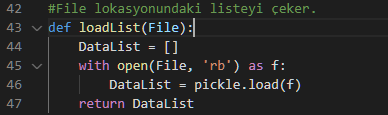 42 #File lokasyonundaki listeyi çeker.
43 def loadList(File):
44 DataList = []
45 with open(File, 'rb') as f:
46 DataList = pickle.load(f)
47 return DataList